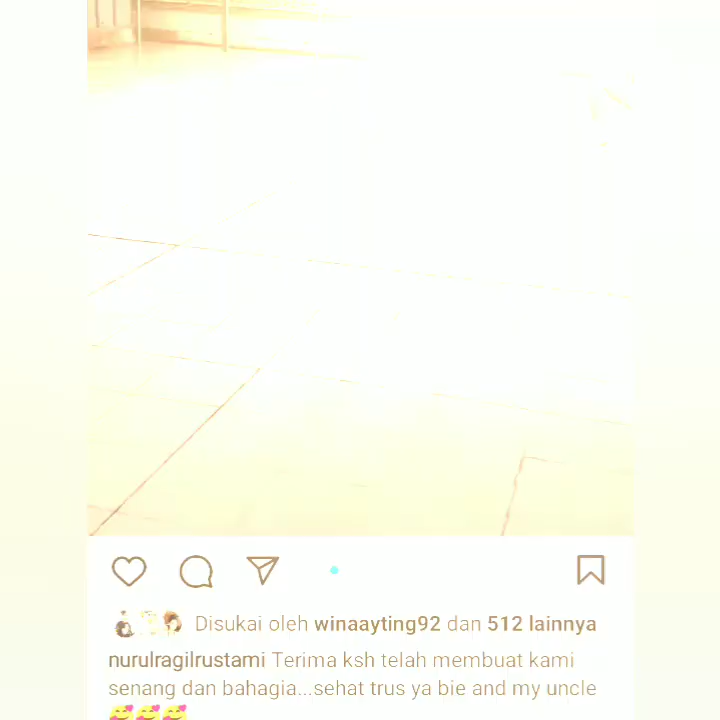 Disukai oleh winaayting92 dan 512 lainnya
nurulragilrustami Terima ksh telah membuat kami
senang dan bahagia...sehat trus ya bie and my uncle
🥰🥰🥰